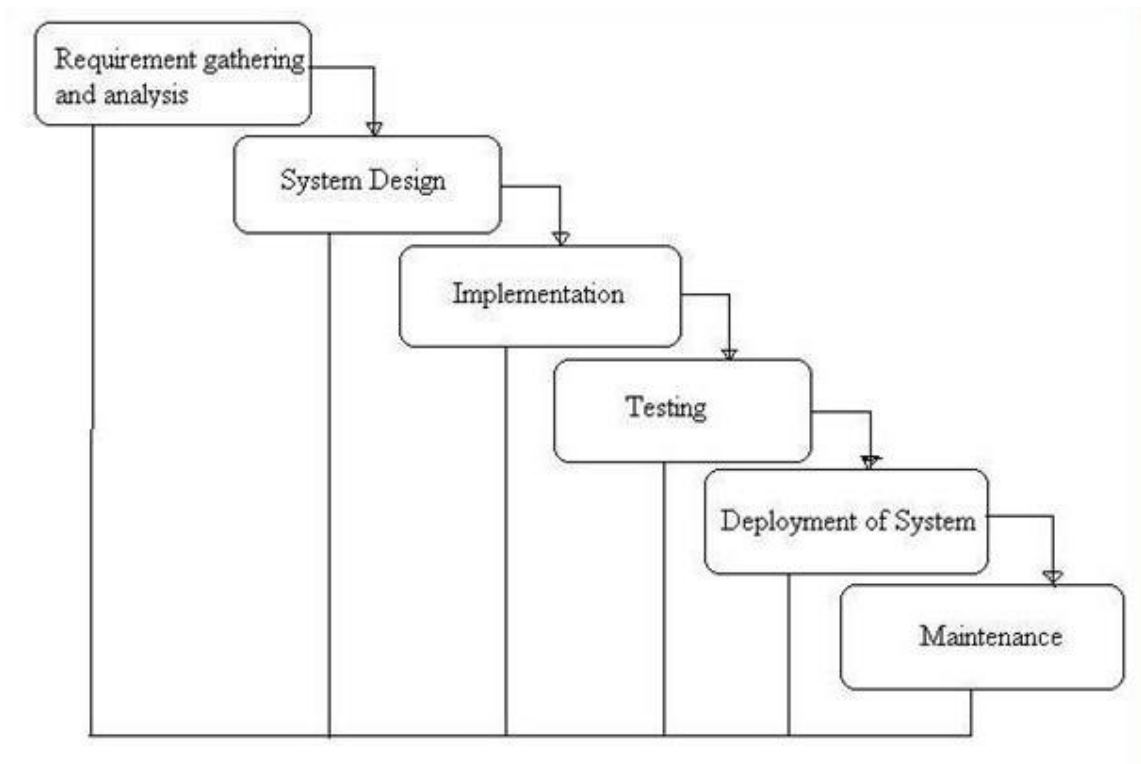 Requirement gathering
and analysis
System Design
Implementation
Testing
Deployment of System
Maintenance